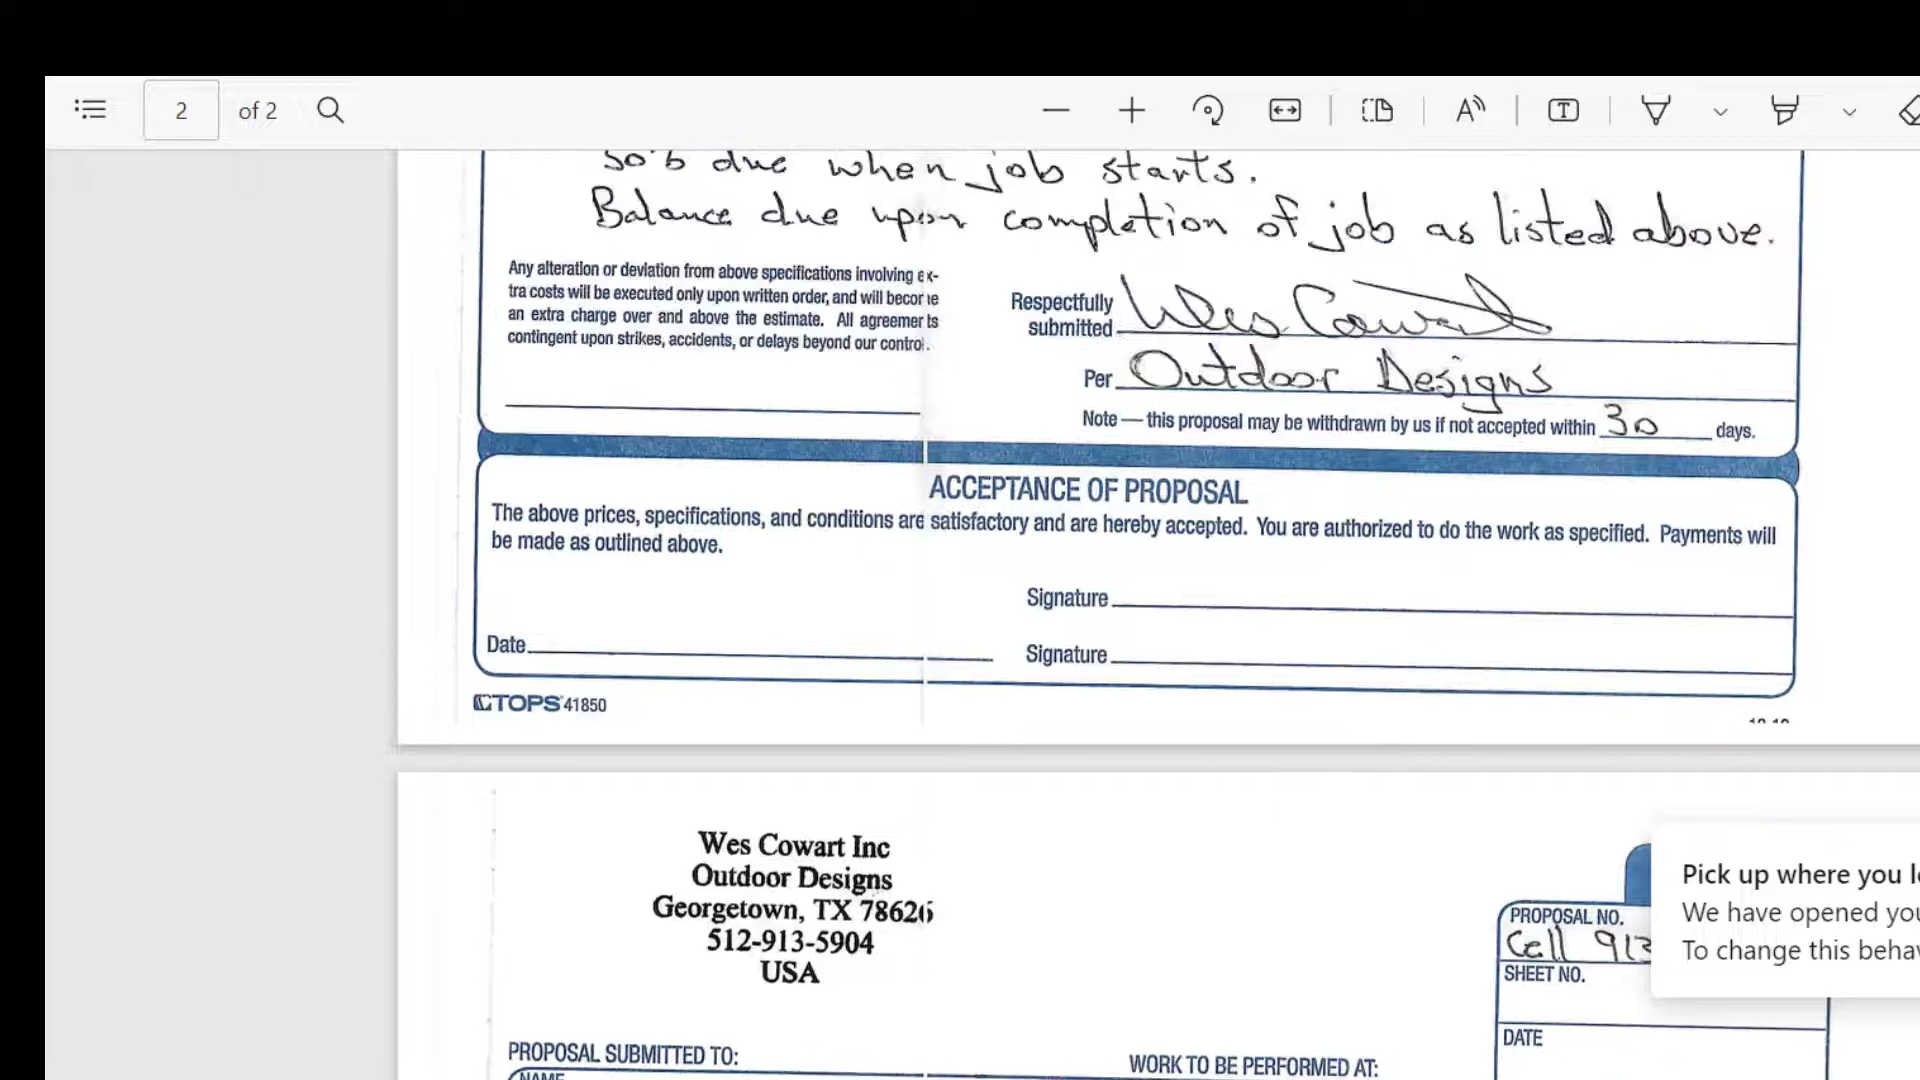 2 of 2
due when job starts.
Balance due upon completion of job as listed above.
Any alteration or deviation from above specifications involving ex-
tra costs will be executed only upon written order, and will become
an extra charge over and above the estimate. All agreements
contingent upon strikes, accidents, or delays beyond our control.
Respectfully
submitted Wes Cowart
Per Outdoor Designs
Note — this proposal may be withdrawn by us if not accepted within 30 days.
ACCEPTANCE OF PROPOSAL
The above prices, specifications, and conditions are satisfactory and are hereby accepted. You are authorized to do the work as specified. Payments will
be made as outlined above.
Signature
Date
Signature
TOPS 41850
Wes Cowart Inc
Outdoor Designs
Georgetown, TX 78626
512-913-5904
USA
PROPOSAL NO.
Cell 913
SHEET NO.
DATE
Pick up where you
We have opened
To change this
PROPOSAL SUBMITTED TO:
WORK TO BE PERFORMED AT:
NAME